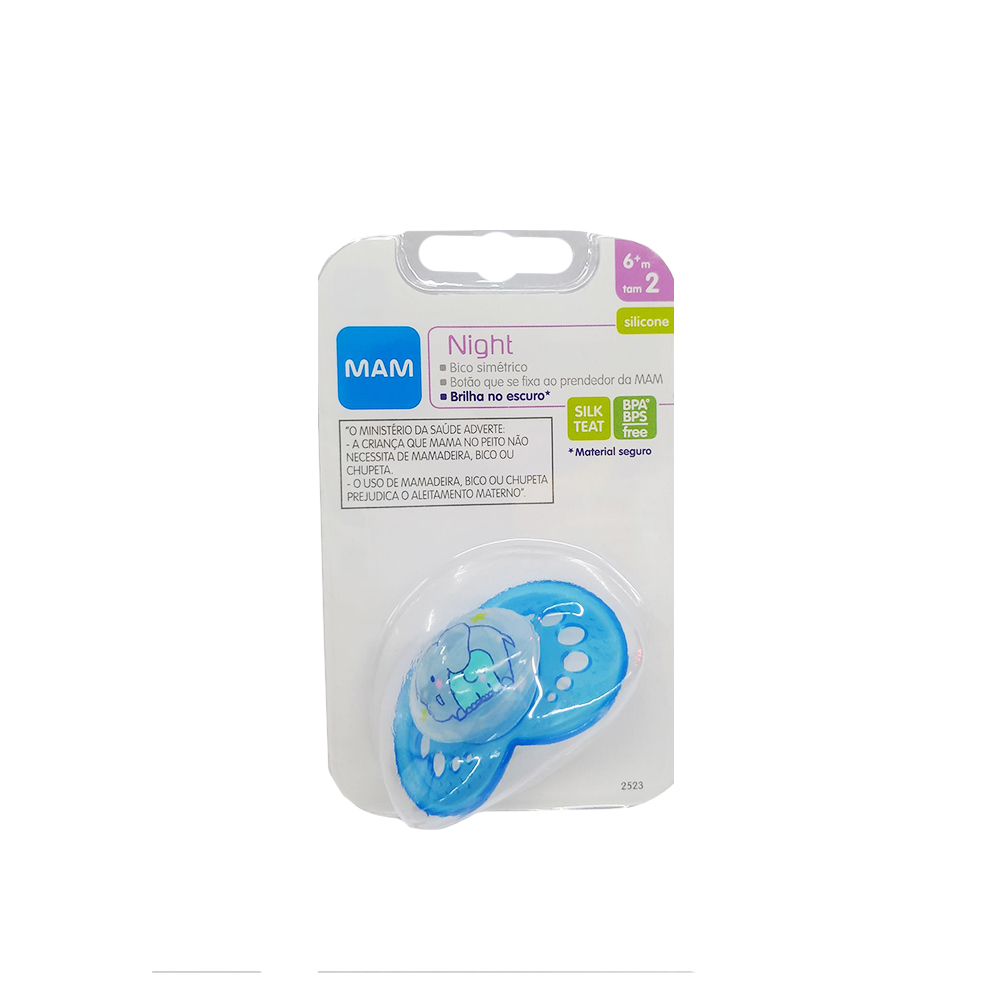 6+ m
tam 2
silicone
MAM
Night
Bico simétrico
Botão que se fixa ao prendedor da MAM
Brilha no escuro*
SILK
TEAT
BPA°
BPS
free
*Material seguro
"O MINISTÉRIO DA SAÚDE ADVERTE:
- A CRIANÇA QUE MAMA NO PEITO NÃO
NECESSITA DE MAMADEIRA, BICO OU
CHUPETA.
- O USO DE MAMADEIRA, BICO OU CHUPETA
PREJUDICA O ALEITAMENTO MATERNO".
2523